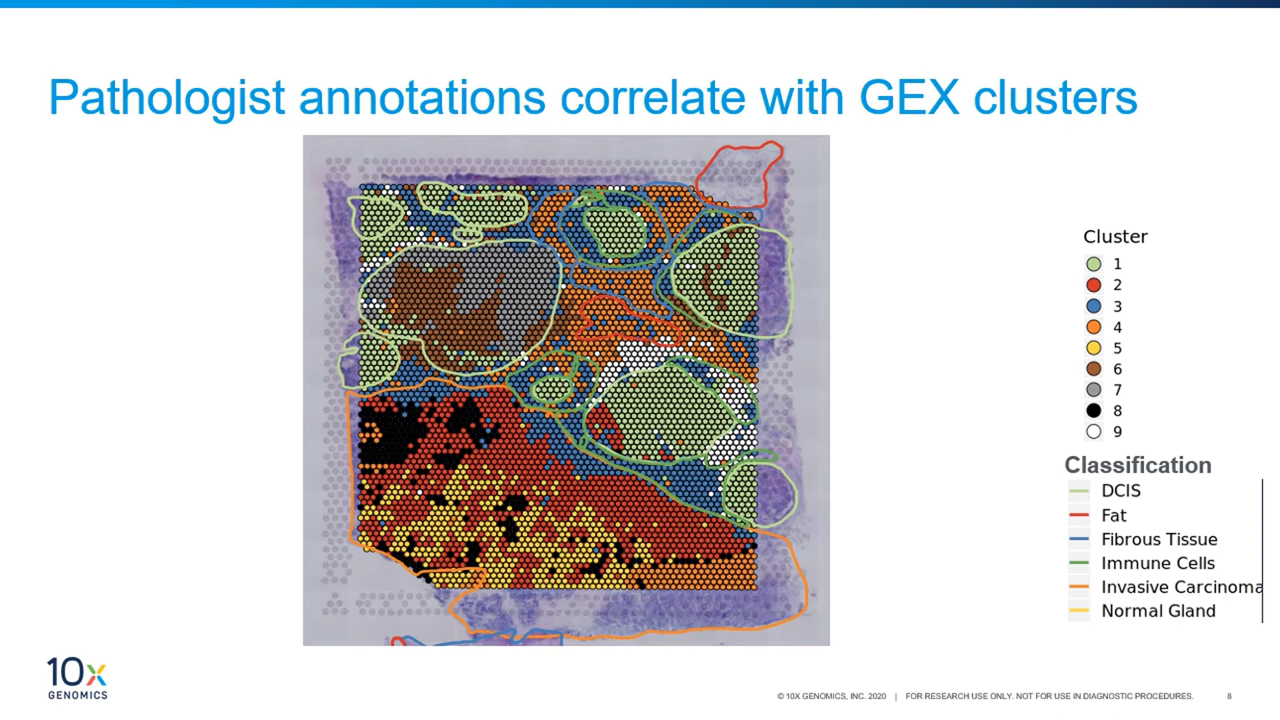 Pathologist annotations correlate with GEX clusters
Cluster
1
2
3
4
5
6
7
8
9
Classification
DCIS
Fat
Fibrous Tissue
Immune Cells
Invasive Carcinoma
Normal Gland
10x
GENOMICS
© 10X GENOMICS, INC. 2020 | FOR RESEARCH USE ONLY. NOT FOR USE IN DIAGNOSTIC PROCEDURES. 8